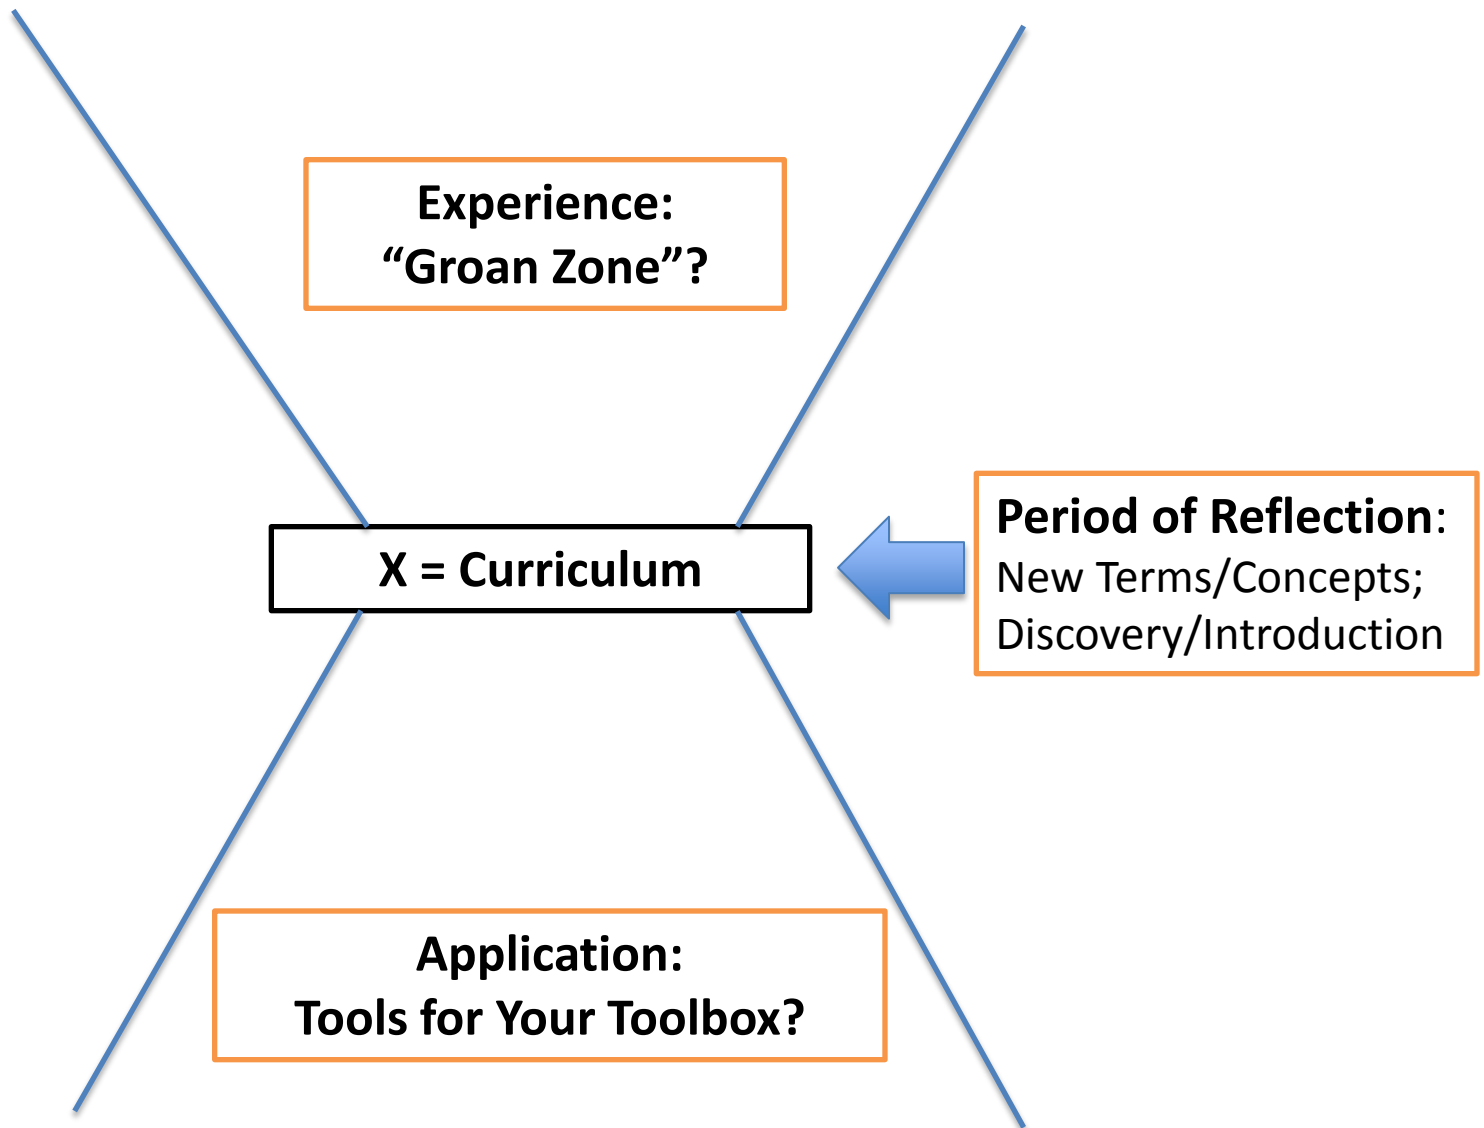 Experience:
“Groan Zone”?
X = Curriculum
Period of Reflection:
New Terms/Concepts;
Discovery/Introduction
Application:
Tools for Your Toolbox?